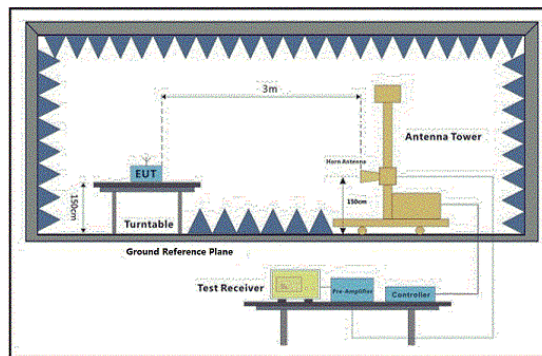 3m
Antenna Tower
Horn Antenna
EUT
150cm
150cm
Turntable
Ground Reference Plane
Test Receiver
Pre-Amplifier
Controller